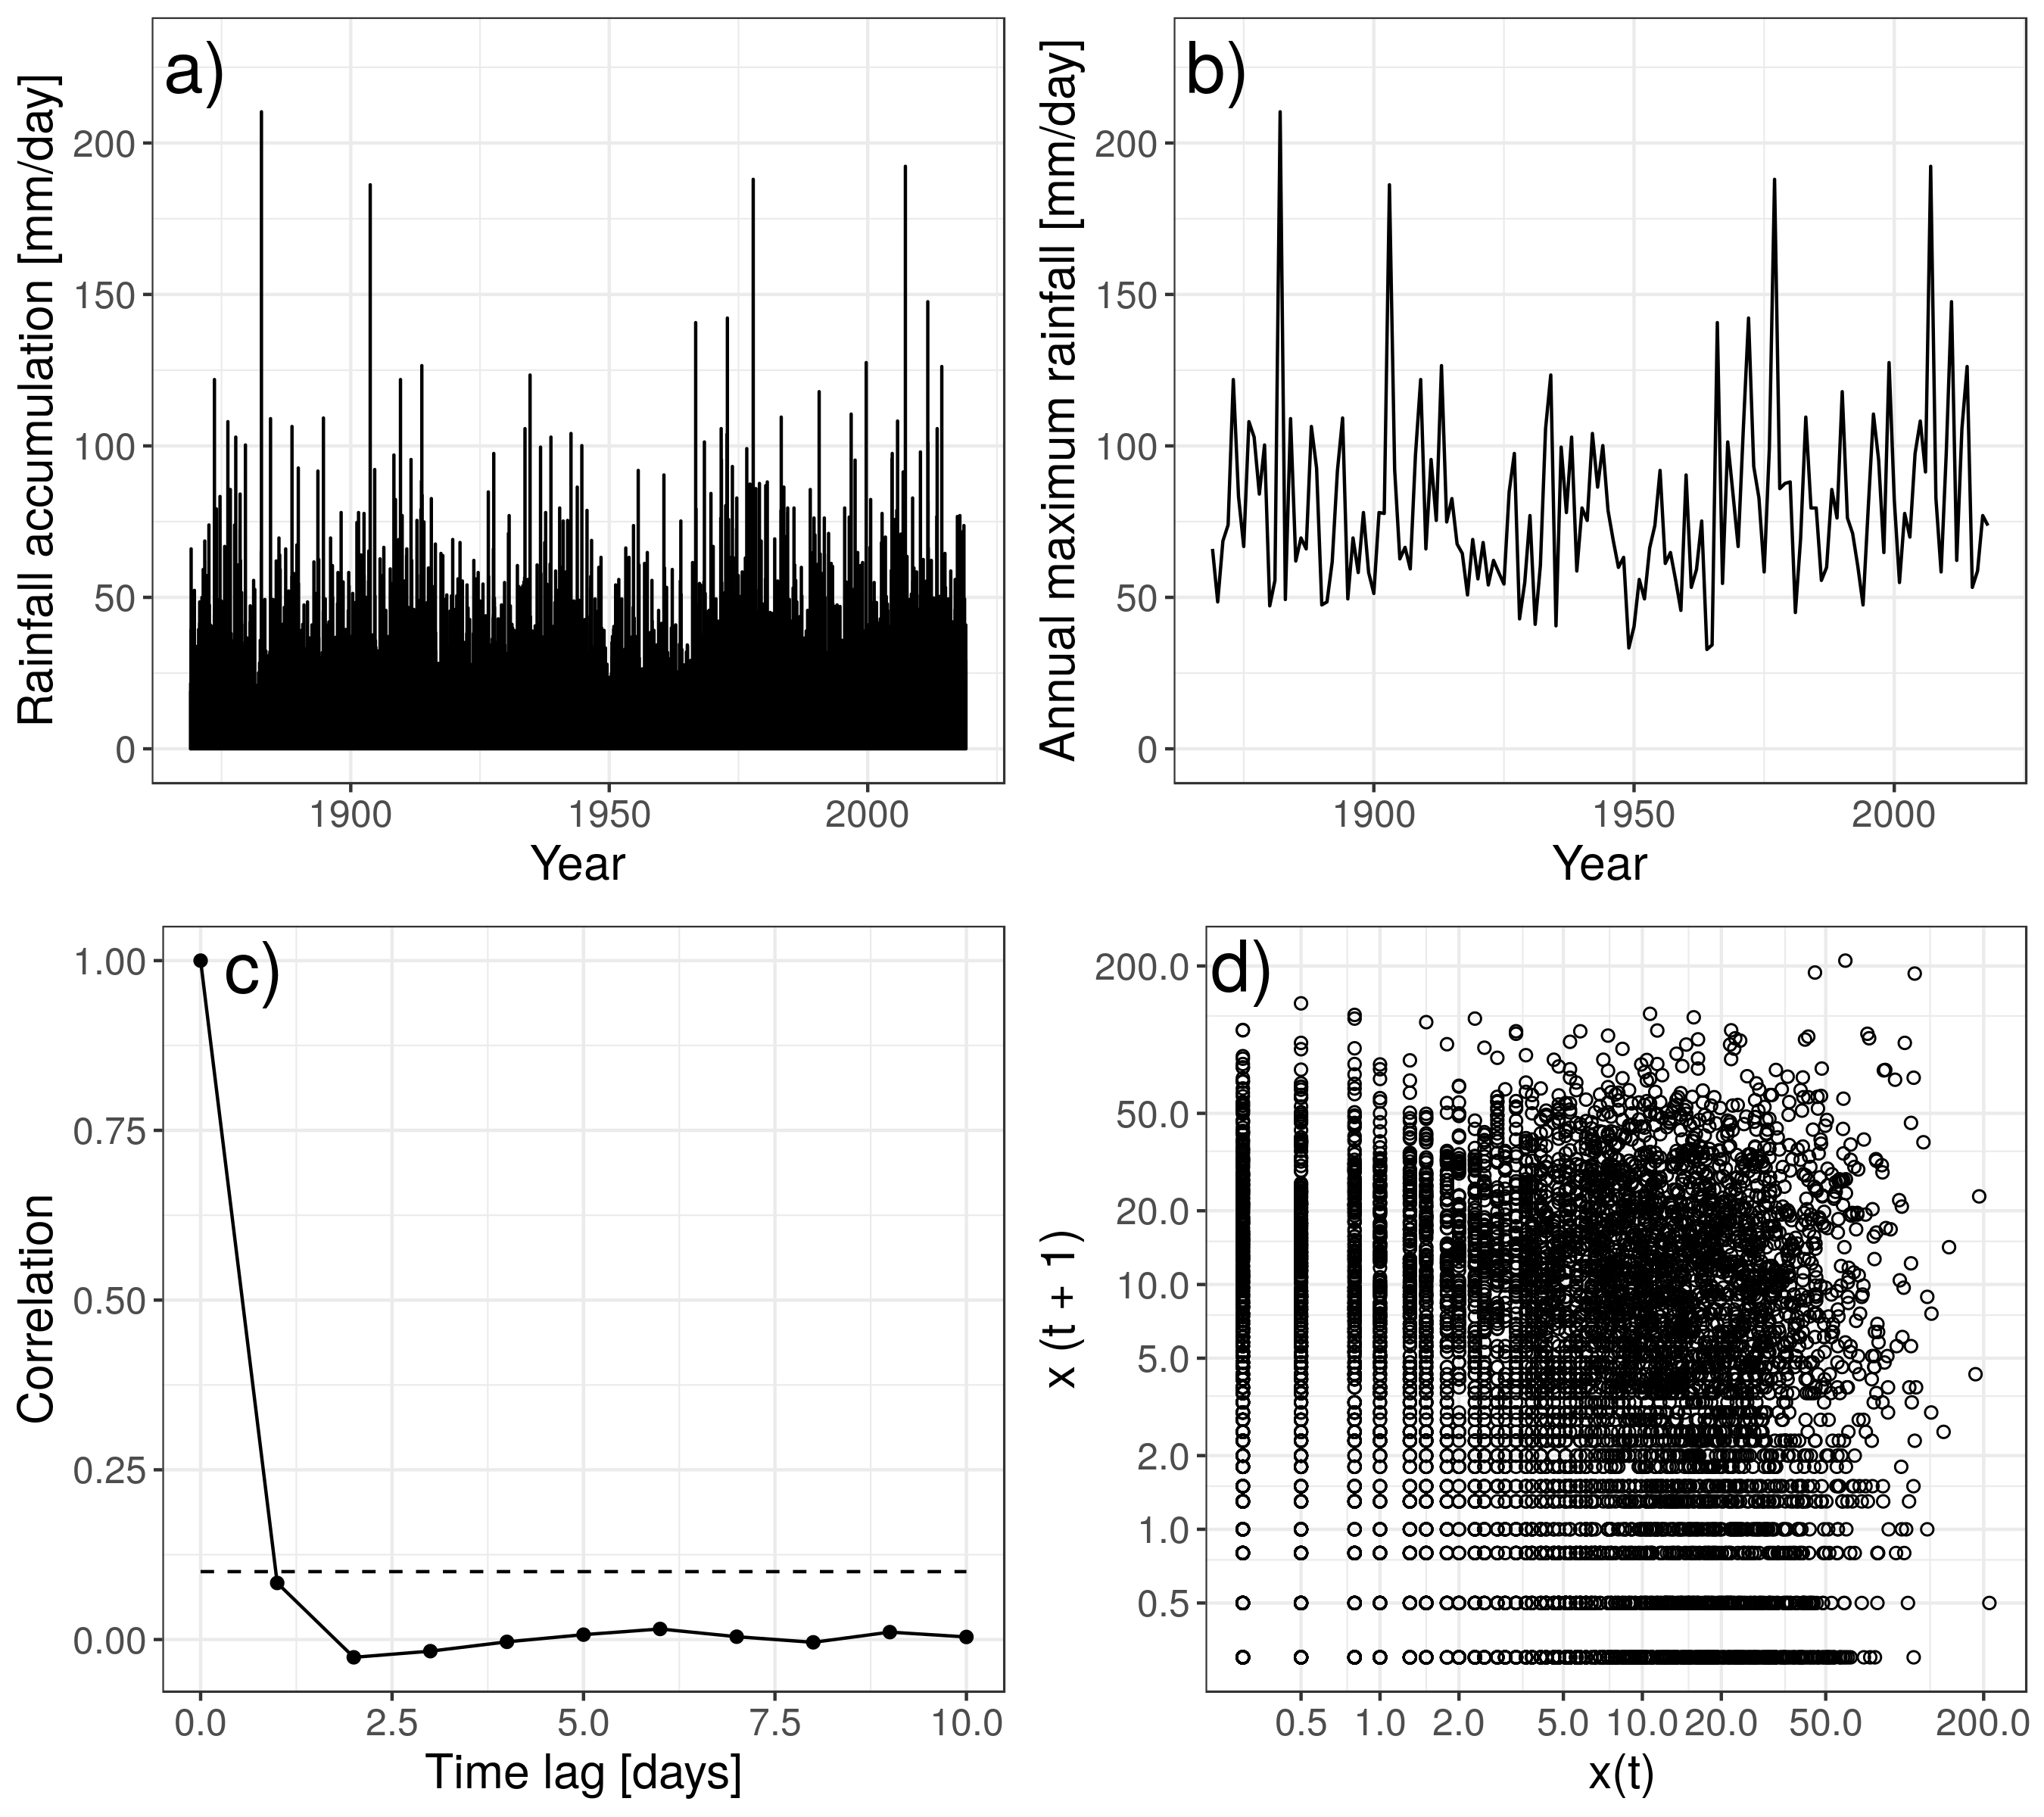 a)
Rainfall accumulation [mm/day]
200
150
100
50
0
1900 1950 2000
Year
b)
Annual maximum rainfall [mm/day]
200
150
100
50
0
1900 1950 2000
Year
c)
Correlation
1.00
0.75
0.50
0.25
0.00
0.0 2.5 5.0 7.5 10.0
Time lag [days]
d)
x (t + 1)
200.0
50.0
20.0
10.0
5.0
2.0
1.0
0.5
0.5 1.0 2.0 5.0 10.0 20.0 50.0 200.0
x(t)